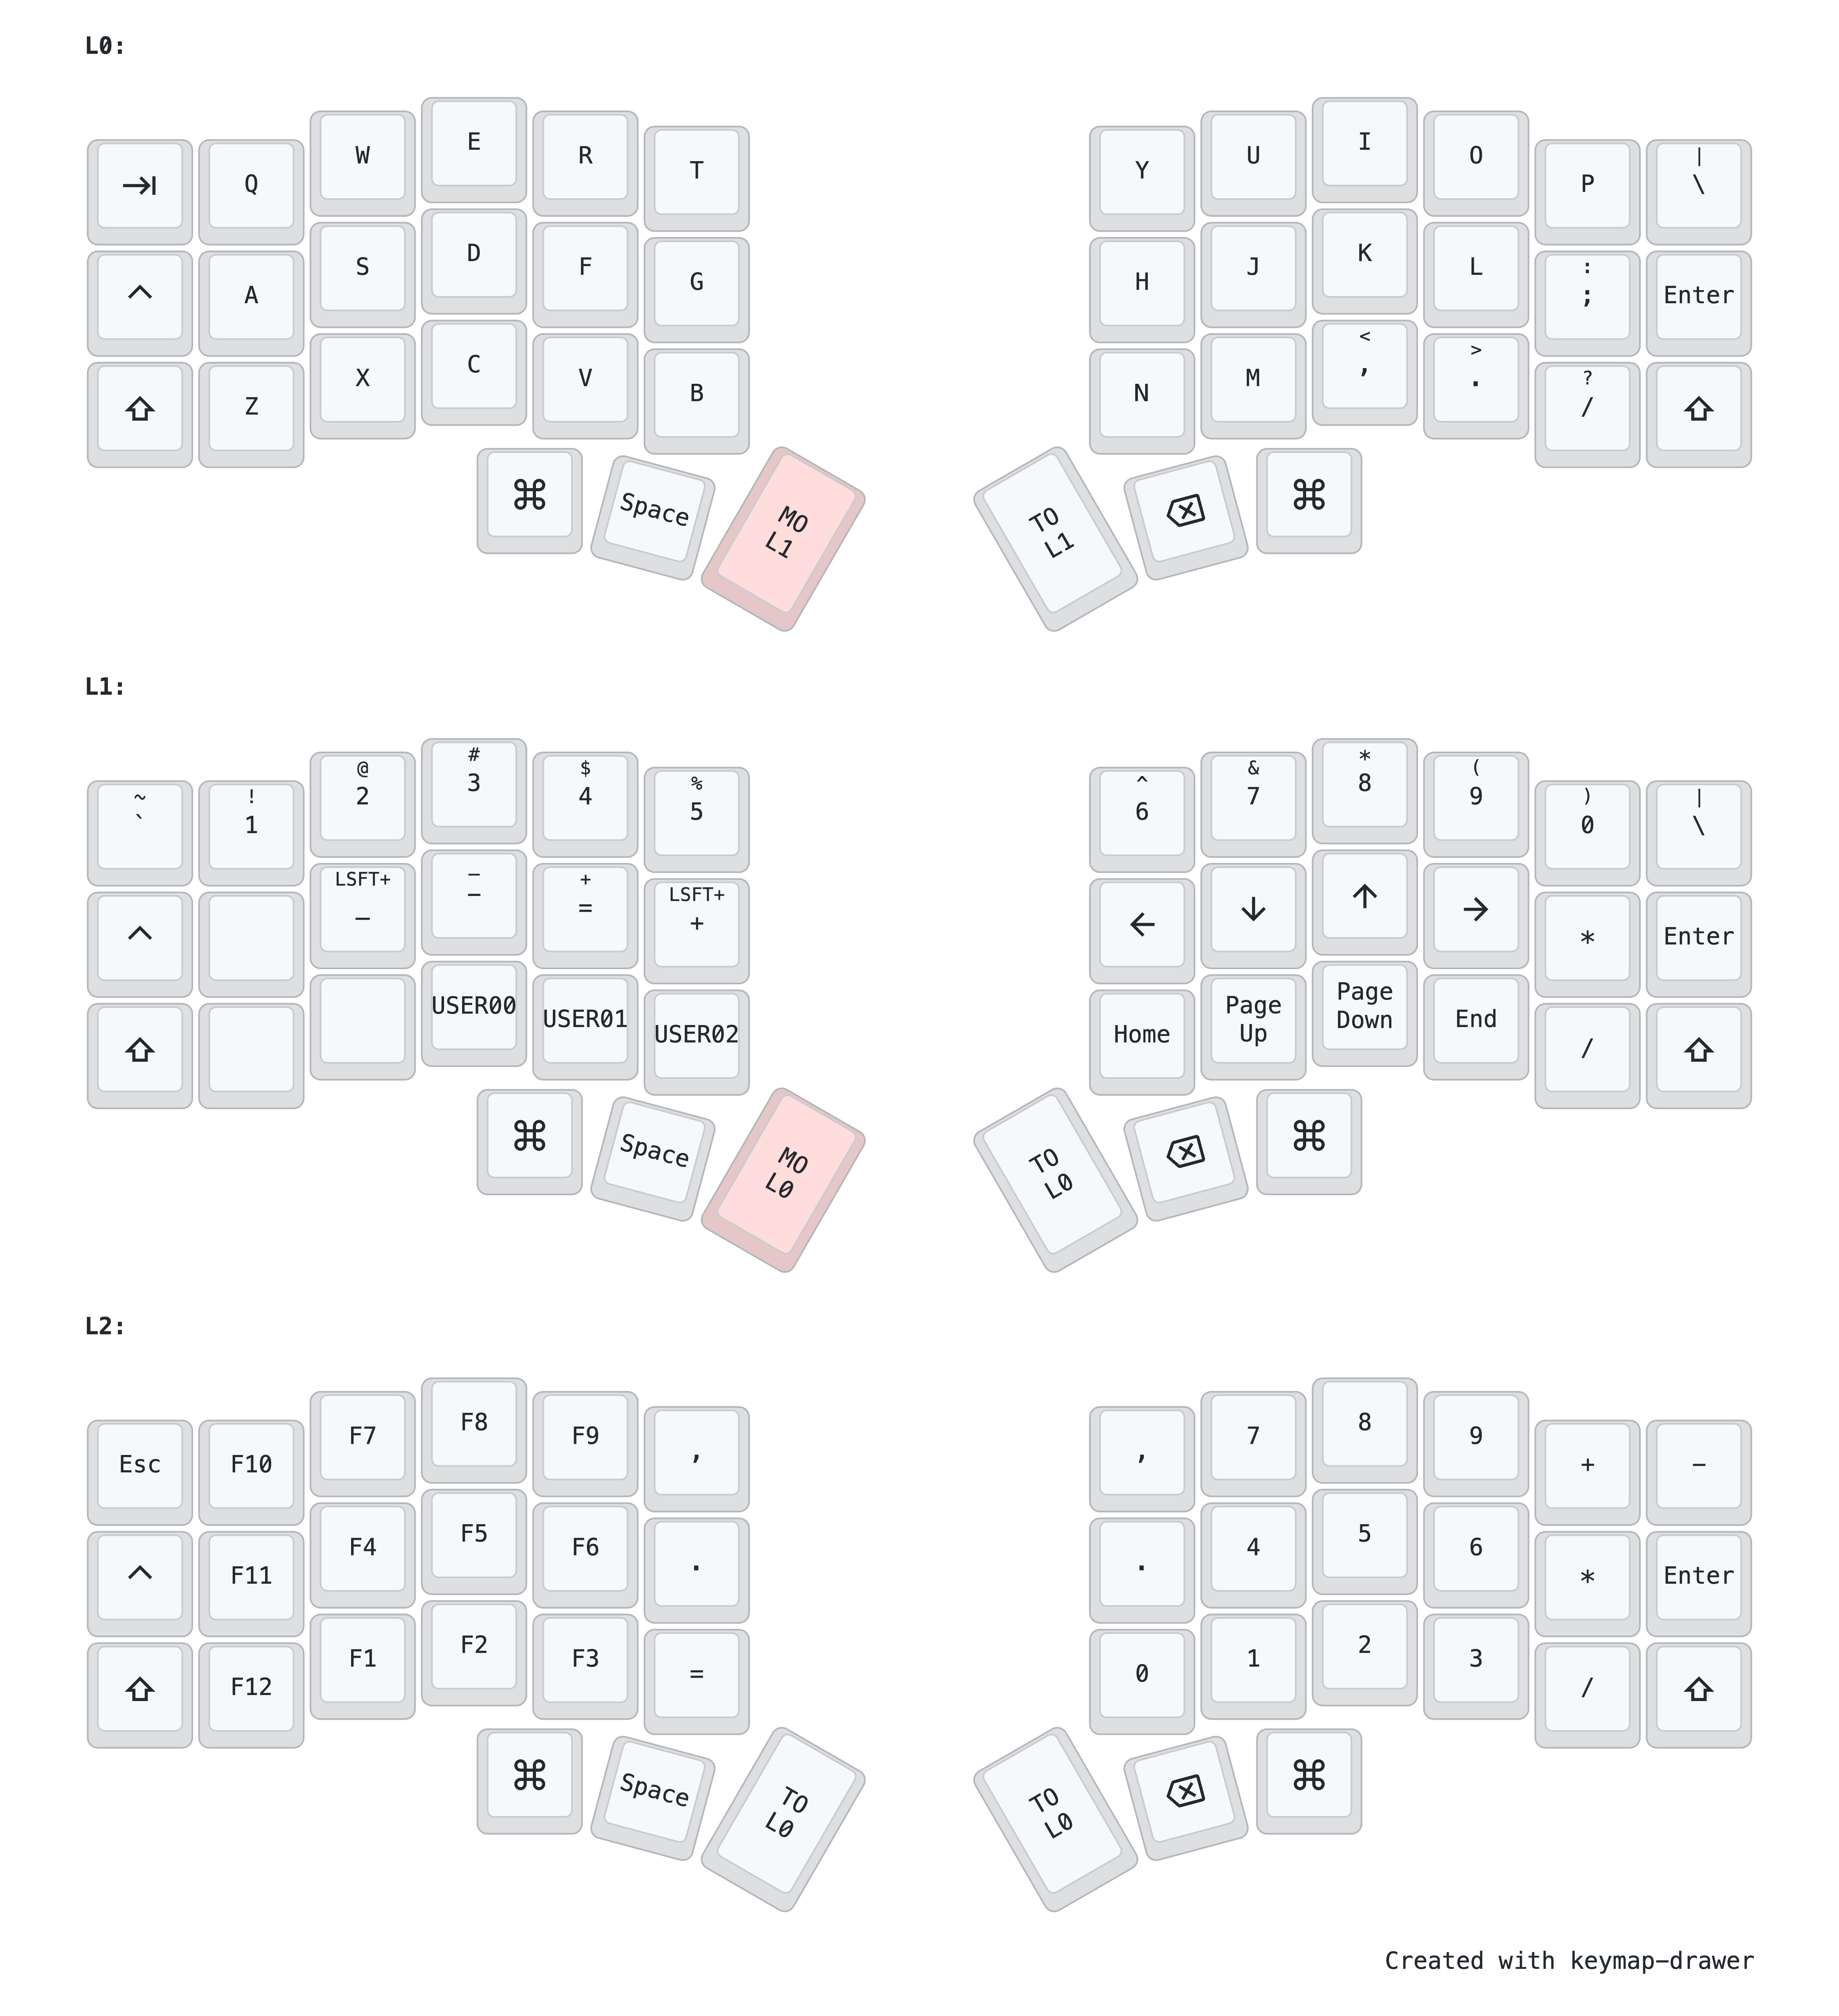 L0:
⇥ Q W E R T Y U I O P | \
^ A S D F G H J K L : ; Enter
⇧ Z X C V B N M < , > . ? / ⇧
⌘ Space MO L1 TO L1 ⌫ ⌘
L1:
~ ` ! 1 @ 2 # 3 $ 4 % 5 ^ 6 & 7 * 8 ( 9 ) 0 | \
^ LSFT+ − _ - + = LSFT+ + ← ↓ ↑ → * Enter
⇧ USER00 USER01 USER02 Home Page Up Page Down End / ⇧
⌘ Space MO L0 TO L0 ⌫ ⌘
L2:
Esc F10 F7 F8 F9 , , 7 8 9 + −
^ F11 F4 F5 F6 . . 4 5 6 * Enter
⇧ F12 F1 F2 F3 = 0 1 2 3 / ⇧
⌘ Space TO L0 TO L0 ⌫ ⌘
Created with keymap-drawer